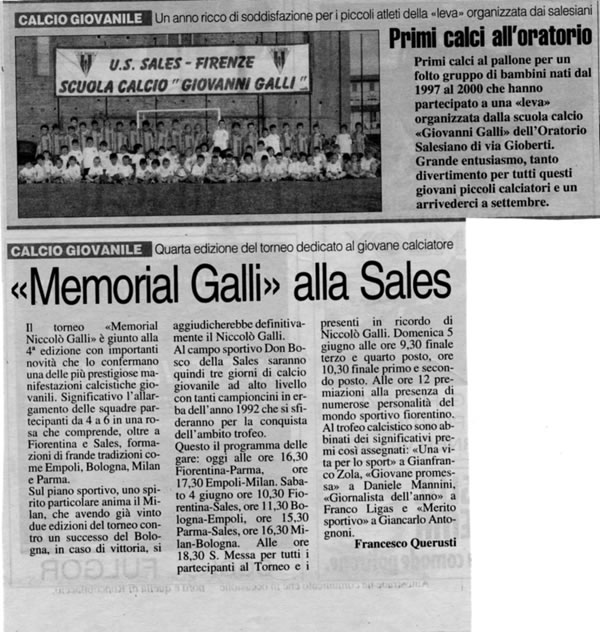 CALCIO GIOVANILE Un anno ricco di soddisfazione per i piccoli atleti della «leva» organizzata dai salesiani
U.S. SALES - FIRENZE
SCUOLA CALCIO "GIOVANNI GALLI"
Primi calci all'oratorio
Primi calci al pallone per un
folto gruppo di bambini nati dal
1997 al 2000 che hanno
partecipato a una «leva»
organizzata dalla scuola calcio
«Giovanni Galli» dell'Oratorio
Salesiano di via Gioberti.
Grande entusiasmo, tanto
divertimento per tutti questi
giovani piccoli calciatori e un
arrivederci a settembre.
CALCIO GIOVANILE Quarta edizione del torneo dedicato al giovane calciatore
«Memorial Galli» alla Sales
Il torneo «Memorial
Niccolò Galli» è giunto alla
4ª edizione con importanti
novità che lo confermano
una delle più prestigiose ma-
nifestazioni calcistiche gio-
vanili. Significativo l'allar-
gamento delle squadre parte-
cipanti da 4 a 6 in una ro-
sa che comprende, oltre a
Fiorentina e Sales, forma-
zioni di frande tradizioni co-
me Empoli, Bologna, Milan
e Parma.
Sul piano sportivo, uno spi-
rito particolare anima il Mi-
lan, che avendo già vinto
due edizioni del torneo con-
tro un successo del Bolo-
gna, in caso di vittoria, si
aggiudicherebbe definitiva-
mente il Niccolò Galli.
Al campo sportivo Don Bo-
sco della Sales saranno
quindi tre giorni di calcio
giovanile ad alto livello
con tanti campioncini in er-
ba dell'anno 1992 che si sfi-
deranno per la conquista
dell'ambito trofeo.
Questo il programma delle
gare: oggi alle ore 16,30
Fiorentina-Parma, ore
17,30 Empoli-Milan. Saba-
to 4 giugno ore 10,30 Fio-
rentina-Sales, ore 11,30 Bo-
logna-Empoli, ore 15,30
Parma-Sales, ore 16,30 Mi-
lan-Bologna. Alle ore
18,30 S. Messa per tutti i
partecipanti al Torneo e i
presenti in ricordo di
Niccolò Galli. Domenica 5
giugno alle ore 9,30 finale
terzo e quarto posto, ore
10,30 finale primo e secon-
do posto. Alle ore 12 pre-
miazioni alla presenza di
numerose personalità del
mondo sportivo fiorentino.
Al trofeo calcistico sono ab-
binati dei significativi pre-
mi così assegnati: «Una vi-
ta per lo sport» a Gianfran-
co Zola, «Giovane promes-
sa» a Daniele Mannini,
«Giornalista dell'anno» a
Franco Ligas e «Merito
sportivo» a Giancarlo Anto-
gnoni.
Francesco Querusti